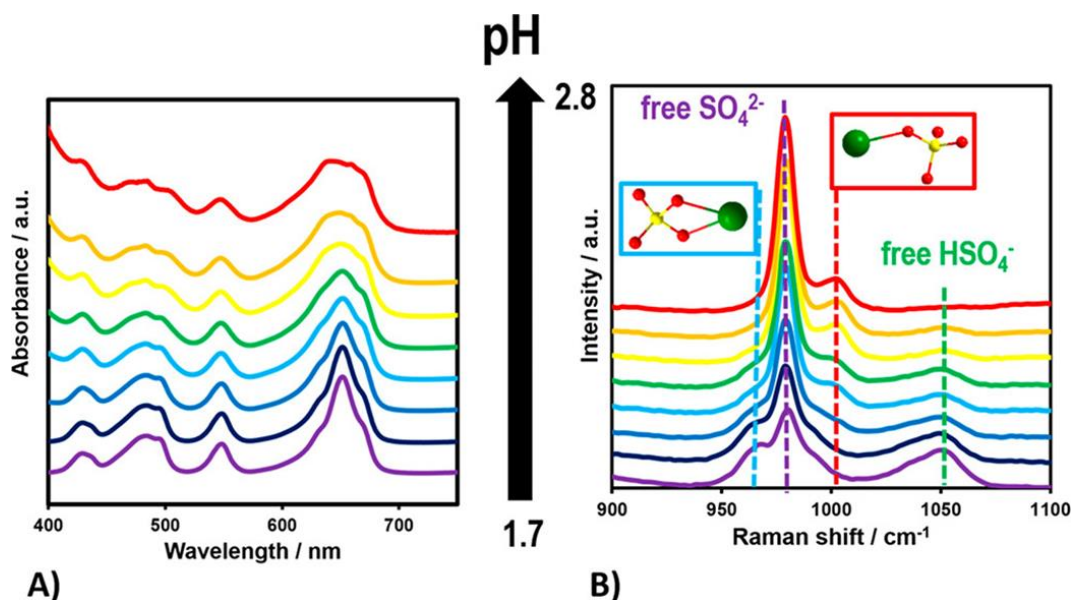 pH
2.8
1.7
Absorbance / a.u.
400
500
600
700
Wavelength / nm
A)
free SO₄²⁻
free HSO₄⁻
Intensity / a.u.
900
950
1000
1050
1100
Raman shift / cm⁻¹
B)